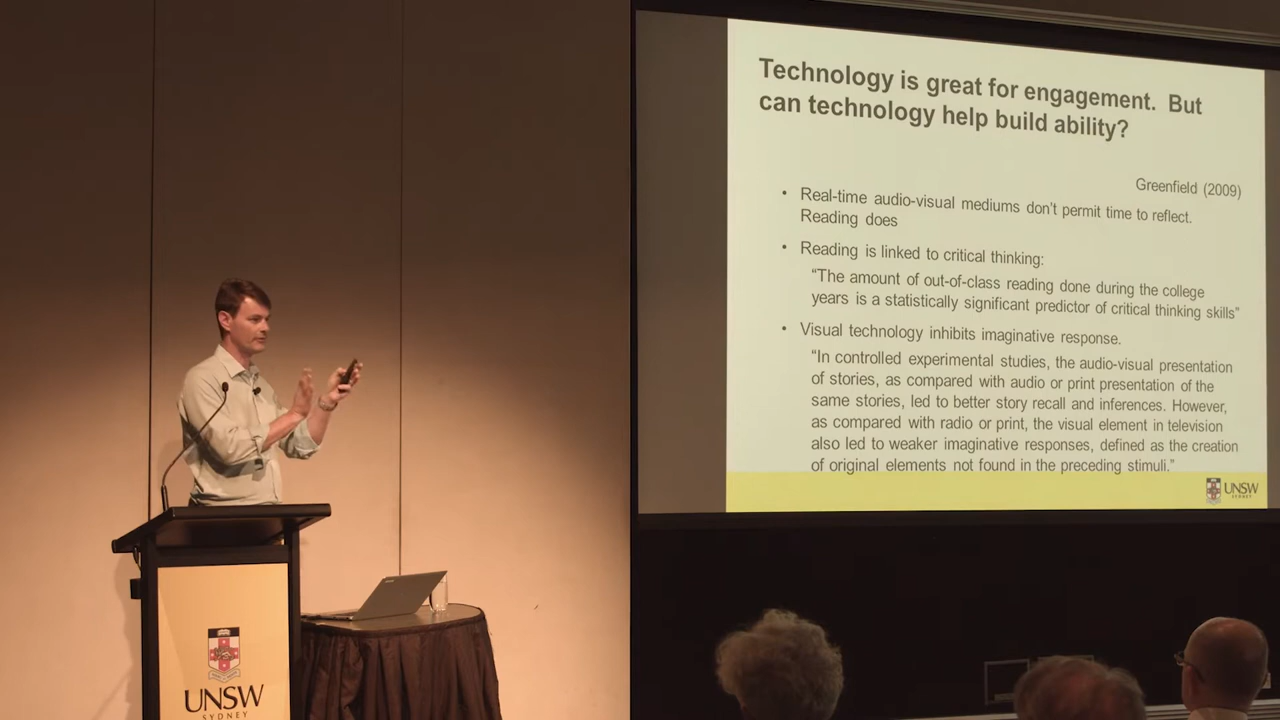 Technology is great for engagement. But
can technology help build ability?
Greenfield (2009)
• Real-time audio-visual mediums don't permit time to reflect.
Reading does
• Reading is linked to critical thinking:
“The amount of out-of-class reading done during the college
years is a statistically significant predictor of critical thinking skills”
• Visual technology inhibits imaginative response.
“In controlled experimental studies, the audio-visual presentation
of stories, as compared with audio or print presentation of the
same stories, led to better story recall and inferences. However,
as compared with radio or print, the visual element in television
also led to weaker imaginative responses, defined as the creation
of original elements not found in the preceding stimuli.”
UNSW
SYDNEY
UNSW
SYDNEY